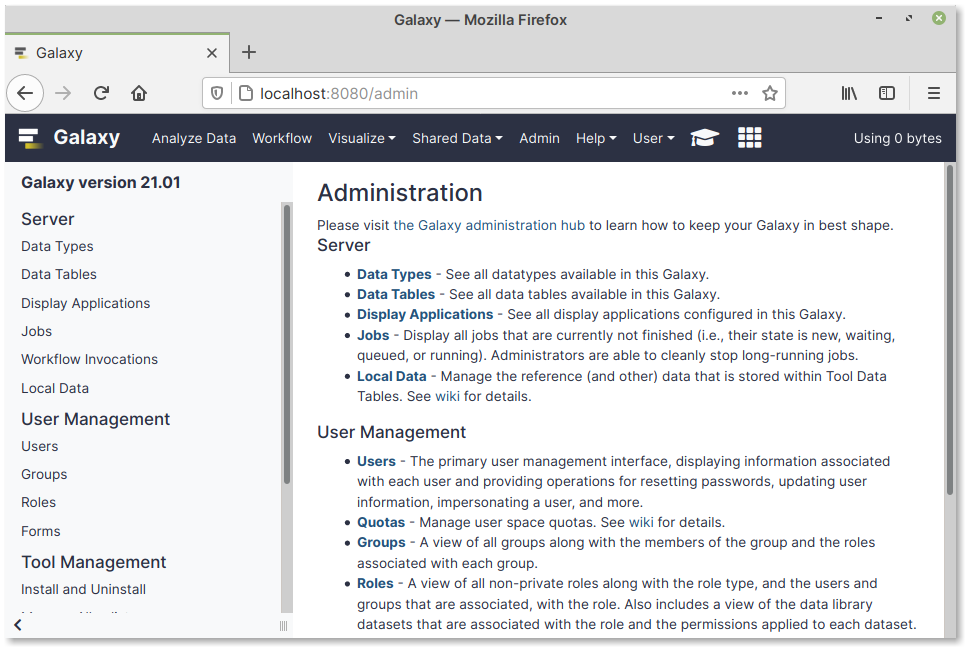 Galaxy — Mozilla Firefox
Galaxy
localhost:8080/admin
Galaxy Analyze Data Workflow Visualize Shared Data Admin Help User Using 0 bytes
Galaxy version 21.01
Server
Data Types
Data Tables
Display Applications
Jobs
Workflow Invocations
Local Data
User Management
Users
Groups
Roles
Forms
Tool Management
Install and Uninstall
Administration
Please visit the Galaxy administration hub to learn how to keep your Galaxy in best shape.
Server
• Data Types - See all datatypes available in this Galaxy.
• Data Tables - See all data tables available in this Galaxy.
• Display Applications - See all display applications configured in this Galaxy.
• Jobs - Display all jobs that are currently not finished (i.e., their state is new, waiting,
queued, or running). Administrators are able to cleanly stop long-running jobs.
• Local Data - Manage the reference (and other) data that is stored within Tool Data
Tables. See wiki for details.
User Management
• Users - The primary user management interface, displaying information associated
with each user and providing operations for resetting passwords, updating user
information, impersonating a user, and more.
• Quotas - Manage user space quotas. See wiki for details.
• Groups - A view of all groups along with the members of the group and the roles
associated with each group.
• Roles - A view of all non-private roles along with the role type, and the users and
groups that are associated, with the role. Also includes a view of the data library
datasets that are associated with the role and the permissions applied to each dataset.